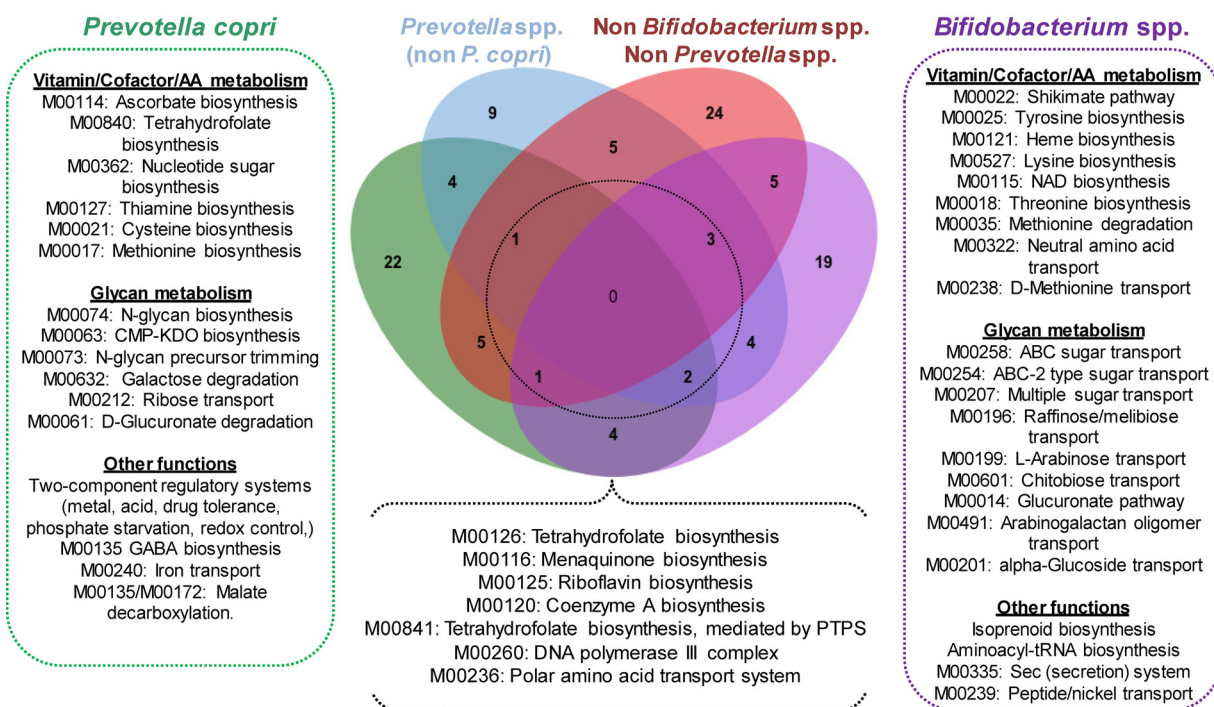 Prevotella copri
Vitamin/Cofactor/AA metabolism
M00114: Ascorbate biosynthesis
M00840: Tetrahydrofolate
biosynthesis
M00362: Nucleotide sugar
biosynthesis
M00127: Thiamine biosynthesis
M00021: Cysteine biosynthesis
M00017: Methionine biosynthesis
Glycan metabolism
M00074: N-glycan biosynthesis
M00063: CMP-KDO biosynthesis
M00073: N-glycan precursor trimming
M00632: Galactose degradation
M00212: Ribose transport
M00061: D-Glucuronate degradation
Other functions
Two-component regulatory systems
(metal, acid, drug tolerance,
phosphate starvation, redox control,)
M00135 GABA biosynthesis
M00240: Iron transport
M00135/M00172: Malate
decarboxylation.
Prevotella spp.
(non P. copri)
Non Bifidobacterium spp.
Non Prevotella spp.
9
24
5
4
5
1
3
22
19
0
5
4
1
2
4
M00126: Tetrahydrofolate biosynthesis
M00116: Menaquinone biosynthesis
M00125: Riboflavin biosynthesis
M00120: Coenzyme A biosynthesis
M00841: Tetrahydrofolate biosynthesis, mediated by PTPS
M00260: DNA polymerase III complex
M00236: Polar amino acid transport system
Bifidobacterium spp.
Vitamin/Cofactor/AA metabolism
M00022: Shikimate pathway
M00025: Tyrosine biosynthesis
M00121: Heme biosynthesis
M00527: Lysine biosynthesis
M00115: NAD biosynthesis
M00018: Threonine biosynthesis
M00035: Methionine degradation
M00322: Neutral amino acid
transport
M00238: D-Methionine transport
Glycan metabolism
M00258: ABC sugar transport
M00254: ABC-2 type sugar transport
M00207: Multiple sugar transport
M00196: Raffinose/melibiose
transport
M00199: L-Arabinose transport
M00601: Chitobiose transport
M00014: Glucuronate pathway
M00491: Arabinogalactan oligomer
transport
M00201: alpha-Glucoside transport
Other functions
Isoprenoid biosynthesis
Aminoacyl-tRNA biosynthesis
M00335: Sec (secretion) system
M00239: Peptide/nickel transport